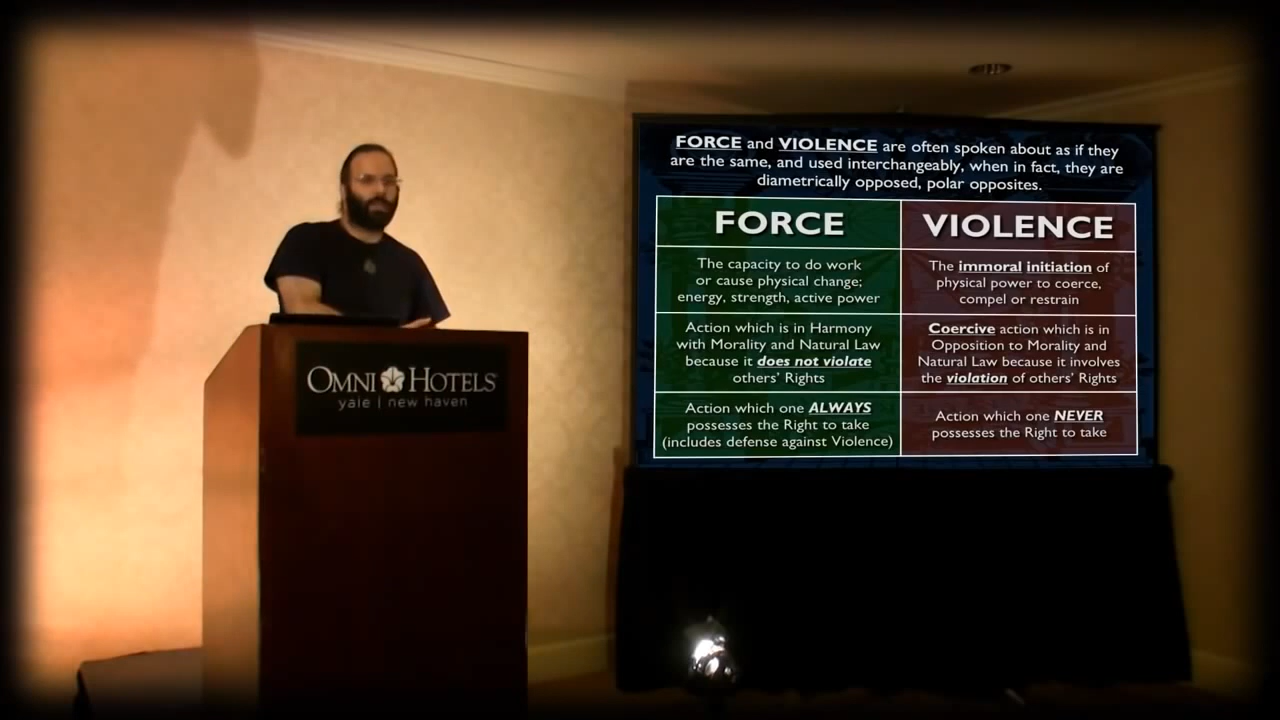 FORCE and VIOLENCE are often spoken about as if they
are the same, and used interchangeably, when in fact, they are
diametrically opposed, polar opposites.
FORCE
The capacity to do work
or cause physical change;
energy, strength, active power
Action which is in Harmony
with Morality and Natural Law
because it does not violate
others' Rights
Action which one ALWAYS
possesses the Right to take
(includes defense against Violence)
VIOLENCE
The immoral initiation of
physical power to coerce,
compel or restrain
Coercive action which is in
Opposition to Morality and
Natural Law because it involves
the violation of others' Rights
Action which one NEVER
possesses the Right to take
OMNI HOTELS
yale | new haven